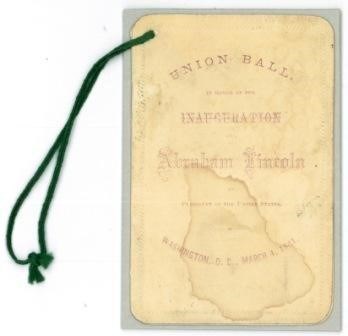 UNION BALL.
IN HONOR OF THE
INAUGURATION
OF
Abraham Lincoln
AS
PRESIDENT OF THE UNITED STATES,
WASHINGTON, D. C., MARCH 4, 1861.